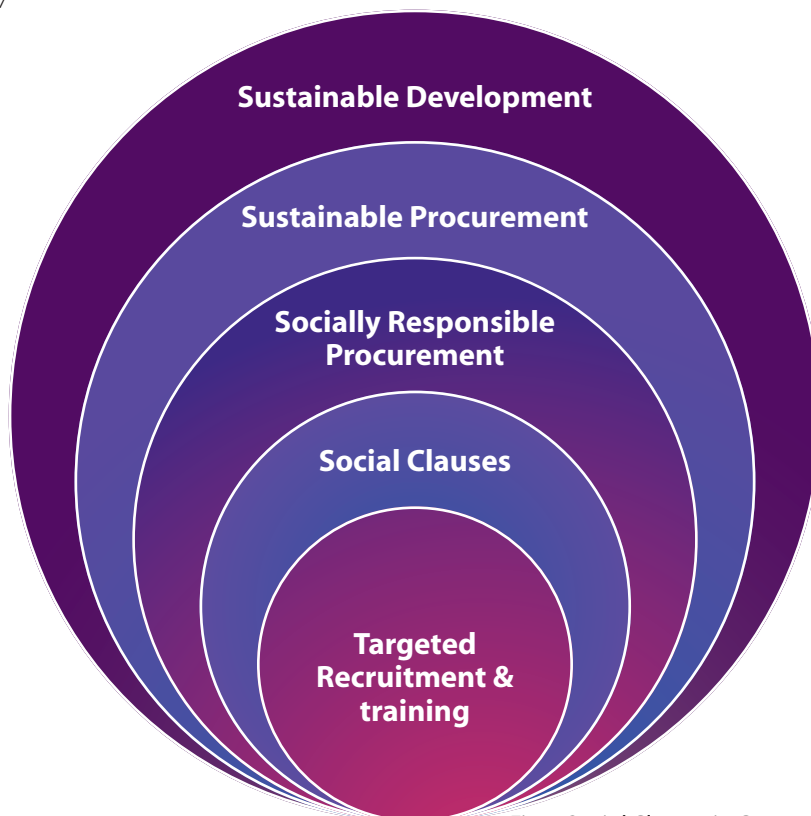 Sustainable Development
Sustainable Procurement
Socially Responsible
Procurement
Social Clauses
Targeted
Recruitment &
training